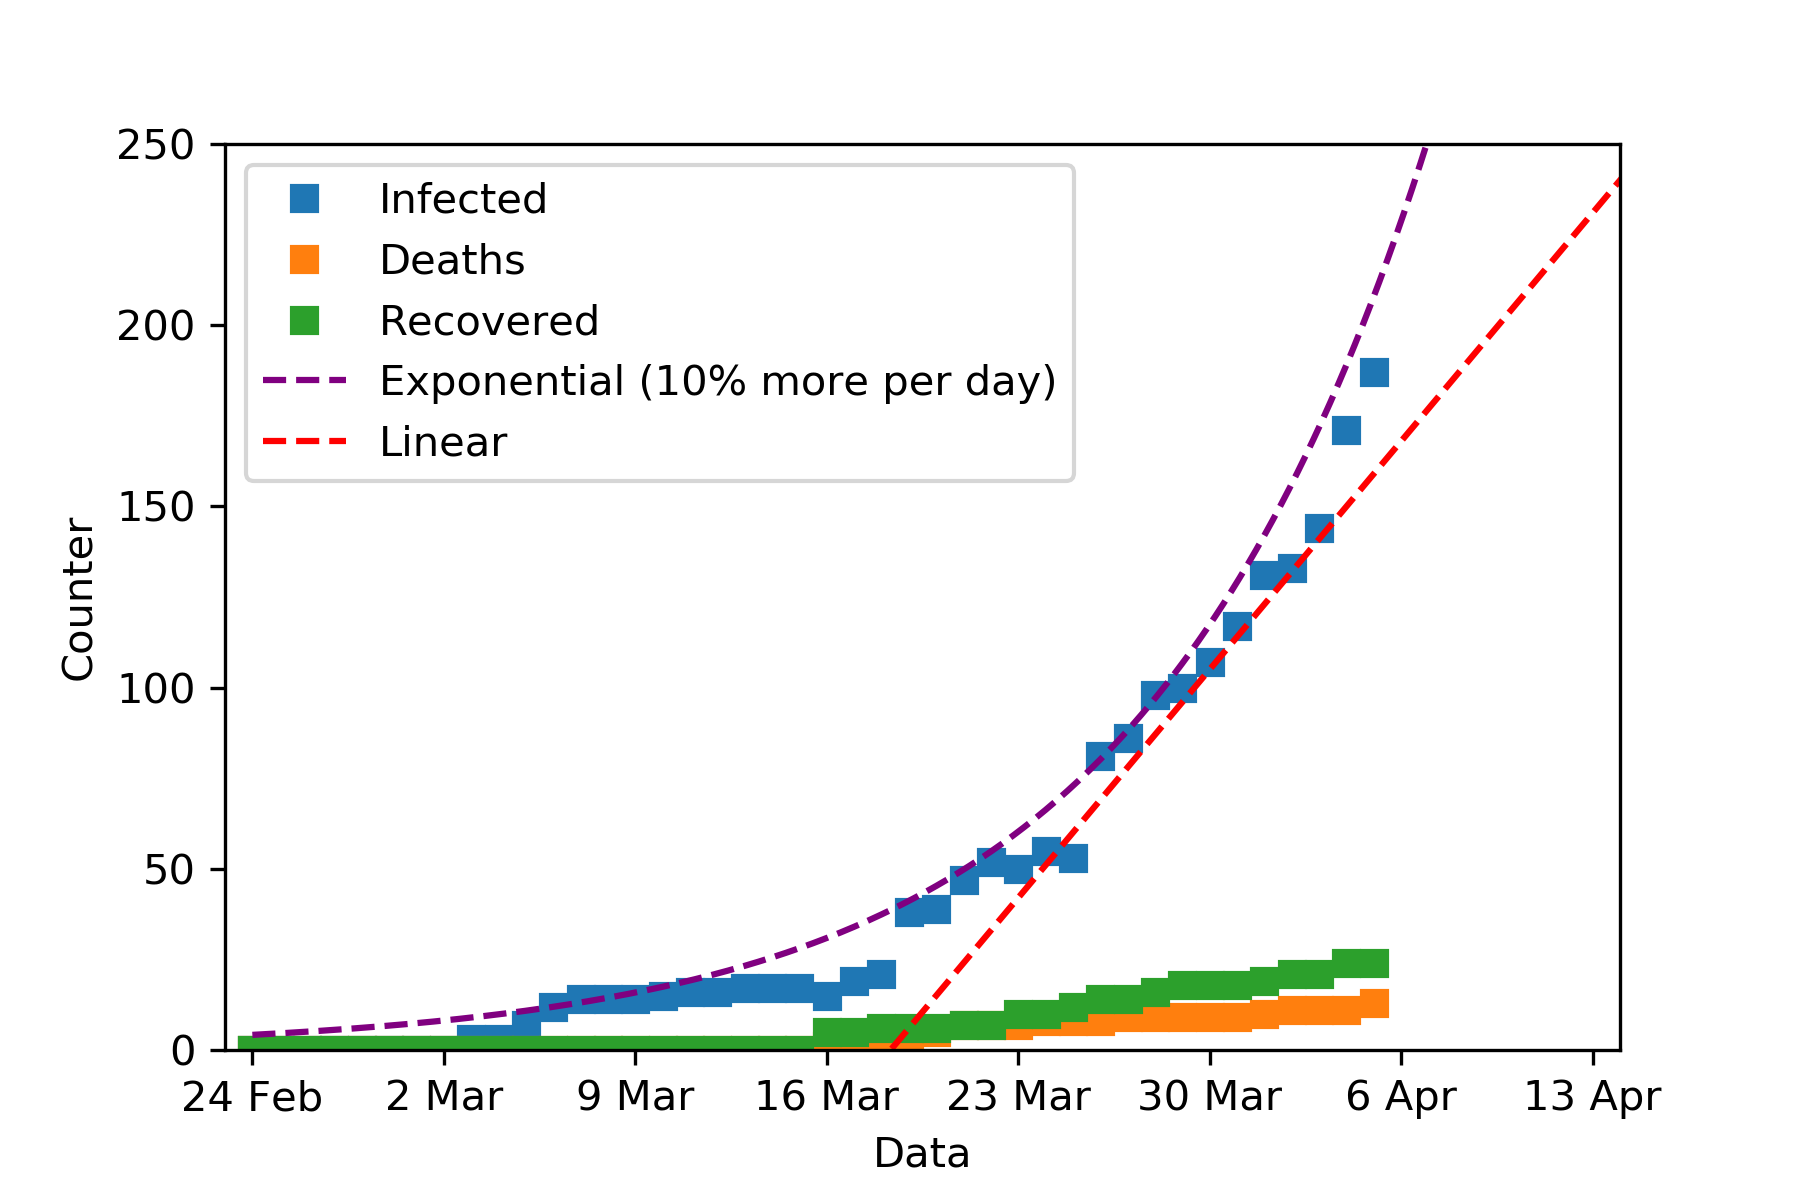 250
200
150
100
50
0
Counter
Infected
Deaths
Recovered
Exponential (10% more per day)
Linear
24 Feb 2 Mar 9 Mar 16 Mar 23 Mar 30 Mar 6 Apr 13 Apr
Data